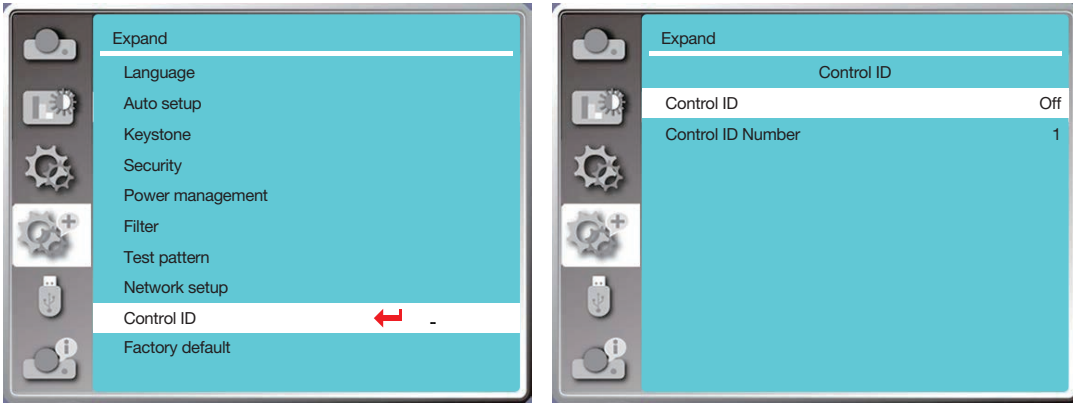 Expand
Language
Auto setup
Keystone
Security
Power management
Filter
Test pattern
Network setup
Control ID -
Factory default
Expand
Control ID
Control ID Off
Control ID Number 1